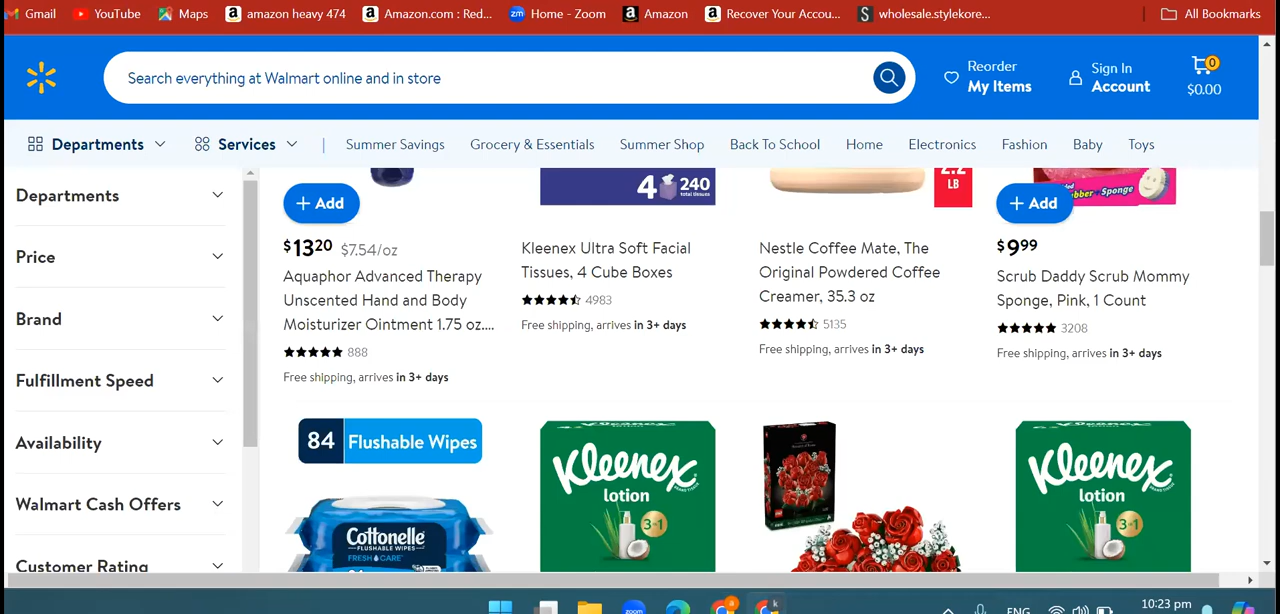 Gmail
YouTube
Maps
amazon heavy 474
Amazon.com : Red...
Home - Zoom
Amazon
Recover Your Accou...
wholesale.stylekore...
All Bookmarks
Search everything at Walmart online and in store
Reorder
My Items
Sign In
Account
0
$0.00
Departments
Services
Summer Savings
Grocery & Essentials
Summer Shop
Back To School
Home
Electronics
Fashion
Baby
Toys
Departments
Price
Brand
Fulfillment Speed
Availability
Walmart Cash Offers
Customer Rating
+ Add
$13.20 $7.54/oz
Aquaphor Advanced Therapy
Unscented Hand and Body
Moisturizer Ointment 1.75 oz....
888
Free shipping, arrives in 3+ days
4 240
total tissues
Kleenex Ultra Soft Facial
Tissues, 4 Cube Boxes
4983
Free shipping, arrives in 3+ days
2.2
LB
Nestle Coffee Mate, The
Original Powdered Coffee
Creamer, 35.3 oz
5135
Free shipping, arrives in 3+ days
Sponge
+ Add
$9.99
Scrub Daddy Scrub Mommy
Sponge, Pink, 1 Count
3208
Free shipping, arrives in 3+ days
84 Flushable Wipes
Cottonelle
FLUSHABLE WIPES
FRESH CARE
Kleenex
lotion
3-in-1
Kleenex
lotion
3-in-1
zoom
ENG
10:23 pm